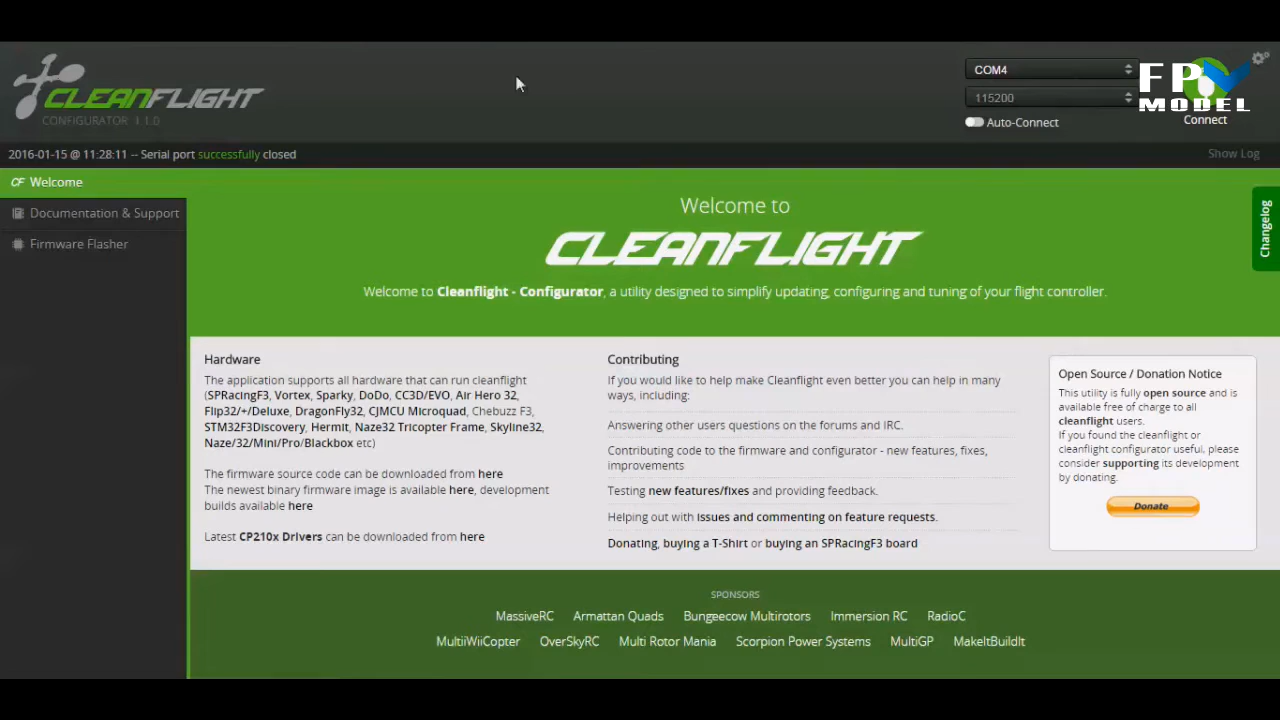 CLEANFLIGHT
CONFIGURATOR 1.1.0
COM4
115200
Auto-Connect
FPV
MODEL
Connect
2016-01-15 @ 11:28:11 -- Serial port successfully closed
Show Log
CF Welcome
Documentation & Support
Firmware Flasher
Changelog
Welcome to
CLEANFLIGHT
Welcome to Cleanflight - Configurator, a utility designed to simplify updating, configuring and tuning of your flight controller.
Hardware
The application supports all hardware that can run cleanflight
(SPRacingF3, Vortex, Sparky, DoDo, CC3D/EVO, Air Hero 32,
Flip32/+/Deluxe, DragonFly32, CJMCU Microquad, Chebuzz F3,
STM32F3Discovery, Hermit, Naze32 Tricopter Frame, Skyline32,
Naze/32/Mini/Pro/Blackbox etc)
The firmware source code can be downloaded from here
The newest binary firmware image is available here, development
builds available here
Latest CP210x Drivers can be downloaded from here
Contributing
If you would like to help make Cleanflight even better you can help in many
ways, including:
Answering other users questions on the forums and IRC.
Contributing code to the firmware and configurator - new features, fixes,
improvements
Testing new features/fixes and providing feedback.
Helping out with issues and commenting on feature requests.
Donating, buying a T-Shirt or buying an SPRacingF3 board
Open Source / Donation Notice
This utility is fully open source and is
available free of charge to all
cleanflight users.
If you found the cleanflight or
cleanflight configurator useful, please
consider supporting its development
by donating.
Donate
SPONSORS
MassiveRC Armattan Quads Bungeecow Multirotors Immersion RC RadioC
MultiiWiiCopter OverSkyRC Multi Rotor Mania Scorpion Power Systems MultiGP MakeItBuildIt